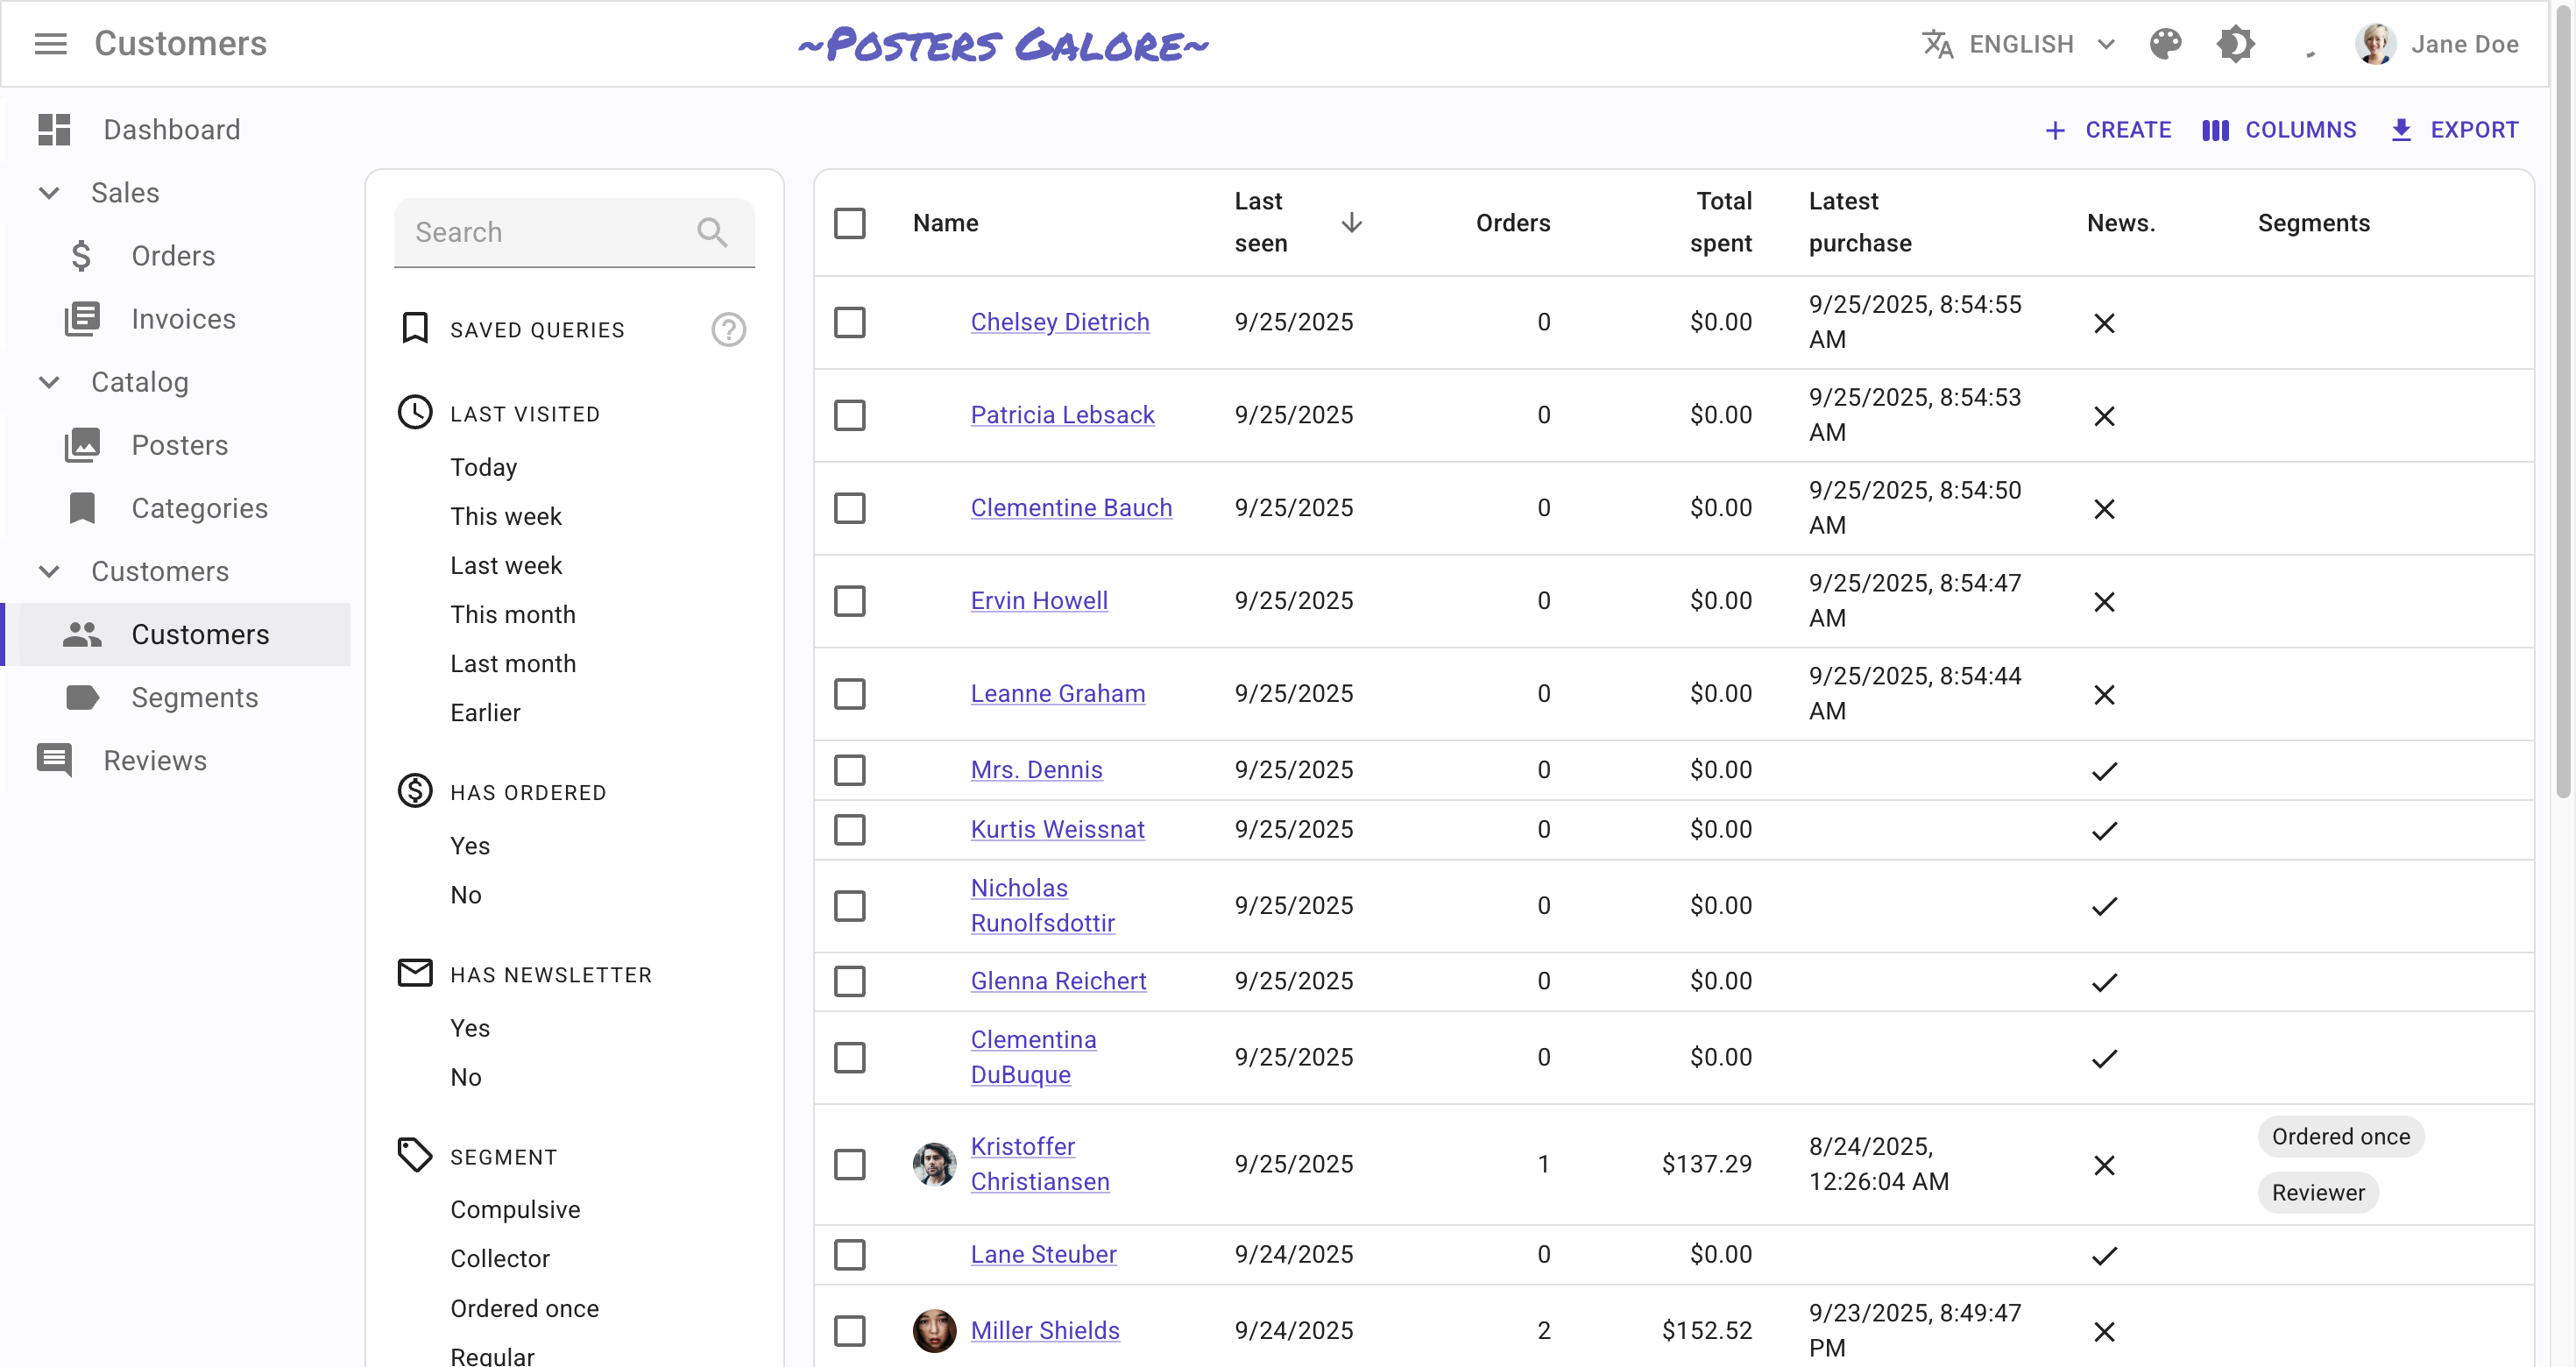 Customers
~Posters Galore~
ENGLISH
Jane Doe
Dashboard
Sales
Orders
Invoices
Catalog
Posters
Categories
Customers
Customers
Segments
Reviews
CREATE
COLUMNS
EXPORT
Search
SAVED QUERIES
LAST VISITED
Today
This week
Last week
This month
Last month
Earlier
HAS ORDERED
Yes
No
HAS NEWSLETTER
Yes
No
SEGMENT
Compulsive
Collector
Ordered once
Regular
Name
Last
seen
Orders
Total
spent
Latest
purchase
News.
Segments
Chelsey Dietrich
9/25/2025
0
$0.00
9/25/2025, 8:54:55
AM
Patricia Lebsack
9/25/2025
0
$0.00
9/25/2025, 8:54:53
AM
Clementine Bauch
9/25/2025
0
$0.00
9/25/2025, 8:54:50
AM
Ervin Howell
9/25/2025
0
$0.00
9/25/2025, 8:54:47
AM
Leanne Graham
9/25/2025
0
$0.00
9/25/2025, 8:54:44
AM
Mrs. Dennis
9/25/2025
0
$0.00
Kurtis Weissnat
9/25/2025
0
$0.00
Nicholas
Runolfsdottir
9/25/2025
0
$0.00
Glenna Reichert
9/25/2025
0
$0.00
Clementina
DuBuque
9/25/2025
0
$0.00
Kristoffer
Christiansen
9/25/2025
1
$137.29
8/24/2025,
12:26:04 AM
Ordered once
Reviewer
Lane Steuber
9/24/2025
0
$0.00
Miller Shields
9/24/2025
2
$152.52
9/23/2025, 8:49:47
PM